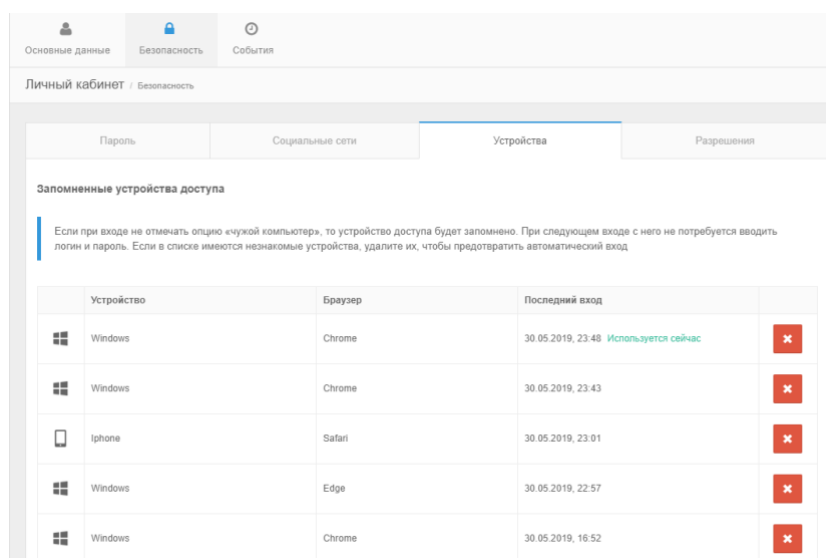 Основные данные Безопасность События
Личный кабинет / Безопасность
Пароль Социальные сети Устройства Разрешения
Запомненные устройства доступа
Если при входе не отмечать опцию «чужой компьютер», то устройство доступа будет запомнено. При следующем входе с него не потребуется вводить
логин и пароль. Если в списке имеются незнакомые устройства, удалите их, чтобы предотвратить автоматический вход
Устройство Браузер Последний вход
Windows Chrome 30.05.2019, 23:48 Используется сейчас
Windows Chrome 30.05.2019, 23:43
Iphone Safari 30.05.2019, 23:01
Windows Edge 30.05.2019, 22:57
Windows Chrome 30.05.2019, 16:52